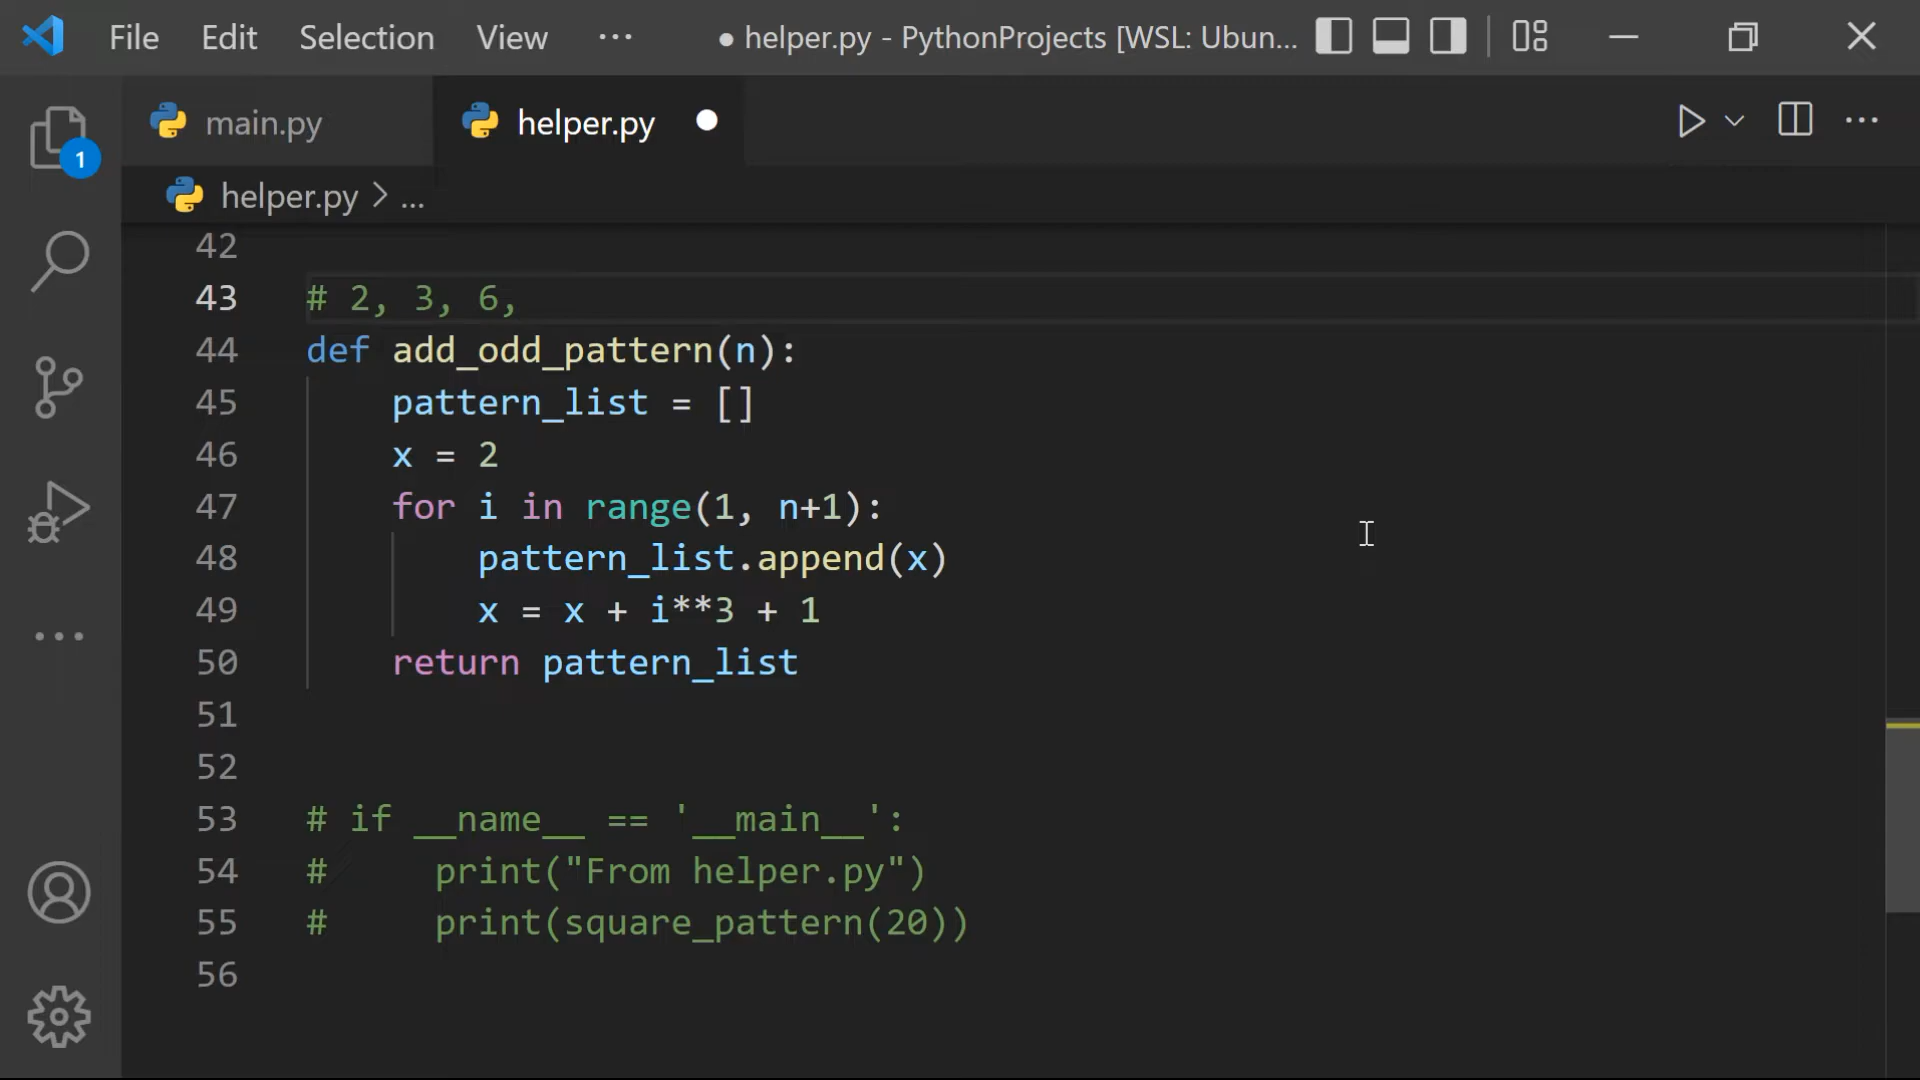 File Edit Selection View ··· ● helper.py - PythonProjects [WSL: Ubun...
main.py helper.py
1
helper.py > ...
42
43 # 2, 3, 6,
44 def add_odd_pattern(n):
45     pattern_list = []
46     x = 2
47     for i in range(1, n+1):
48         pattern_list.append(x)
49         x = x + i**3 + 1
50     return pattern_list
51
52
53 # if __name__ == '__main__':
54 #     print("From helper.py")
55 #     print(square_pattern(20))
56